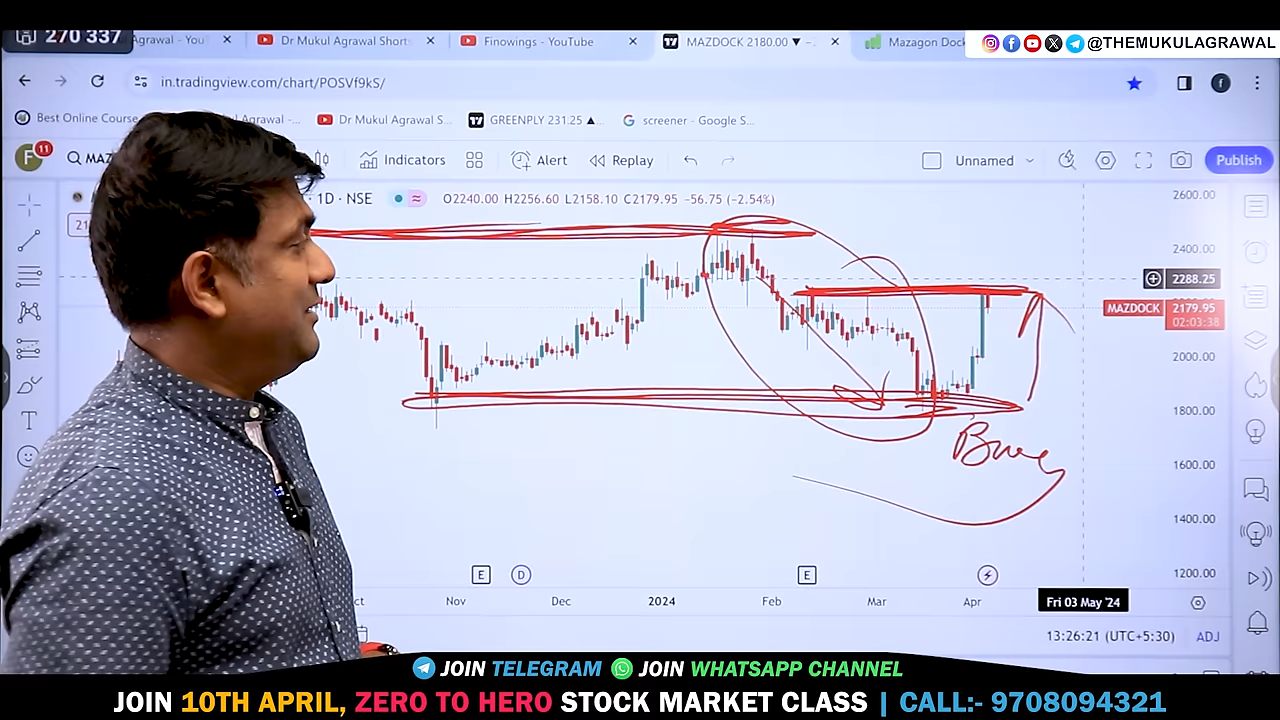 270 337
Agrawal - You
Dr Mukul Agrawal Shorts
Finowings - YouTube
MAZDOCK 2180.00 ▼ -
Mazagon Dock
@THEMUKULAGRAWAL
in.tradingview.com/chart/POSVf9kS/
f
Best Online Course
Agrawal -...
Dr Mukul Agrawal S...
GREENPLY 231.25 ▲...
screener - Google S...
F
11
MAZ
Indicators
Alert
Replay
Unnamed
Publish
1D · NSE
O2240.00 H2256.60 L2158.10 C2179.95 -56.75 (-2.54%)
2600.00
2400.00
2288.25
MAZDOCK
2179.95
02:03:38
2000.00
1800.00
1600.00
1400.00
1200.00
E
D
E
Nov
Dec
2024
Feb
Mar
Apr
Fri 03 May '24
13:26:21 (UTC+5:30)
ADJ
JOIN TELEGRAM
JOIN WHATSAPP CHANNEL
JOIN 10TH APRIL, ZERO TO HERO STOCK MARKET CLASS | CALL:- 9708094321